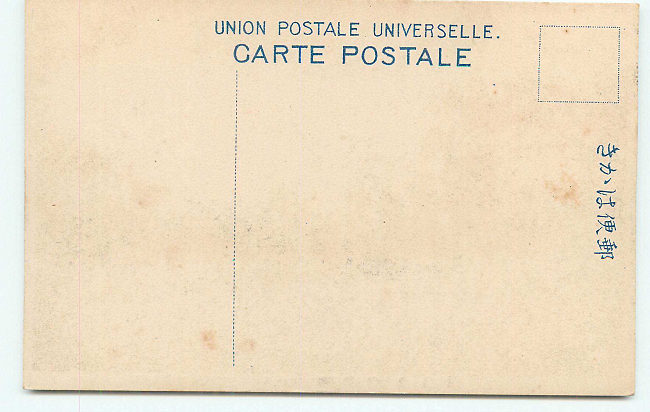 UNION POSTALE UNIVERSELLE.
CARTE POSTALE
きがは便郵